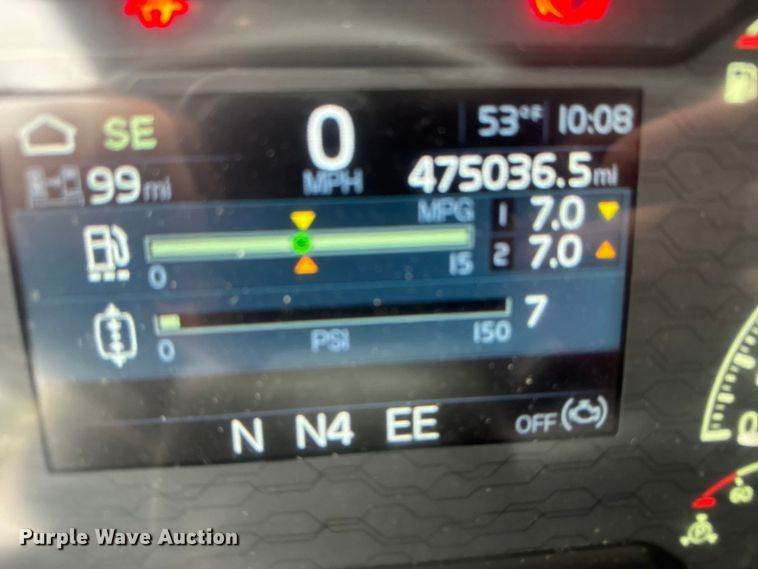 SE 0 53°F 10:08
99 mi MPH 475036.5 mi
MPG 1 7.0
0 15 2 7.0
7
0 PSI 150
N N4 EE OFF
60
P
Purple Wave Auction